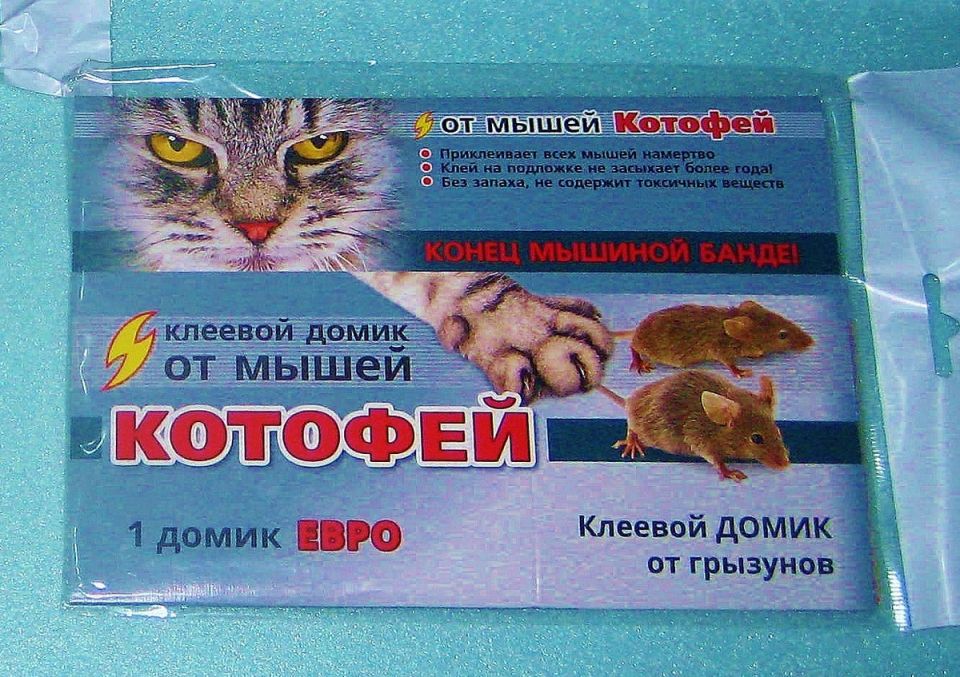 от мышей Котофей
Приклеивает всех мышей намертво
Клей на подложке не засыхает более года!
Без запаха, не содержит токсичных веществ
КОНЕЦ МЫШИНОЙ БАНДЕ!
клеевой домик
от мышей
КОТОФЕЙ
1 домик ЕВРО
Клеевой ДОМИК
от грызунов